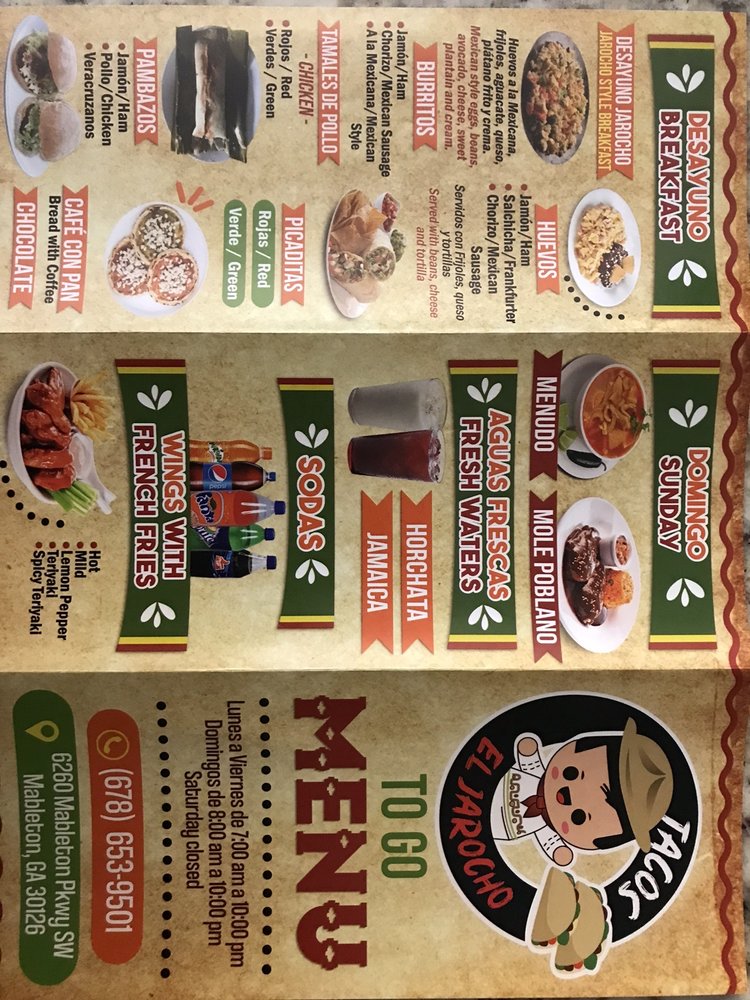 DESAYUNO
BREAKFAST
DESAYUNO JAROCHO
JAROCHO STYLE BREAKFAST
Huevos a la Mexicana,
frijoles, aguacate, queso,
plátano frito y crema.
Mexican style eggs, beans,
avocado, cheese, sweet
plantain and cream.
BURRITOS
• Jamón/Ham
• Chorizo/Mexican Sausage
• A la Mexicana/Mexican
Style
TAMALES DE POLLO
- CHICKEN -
• Rojos / Red
• Verdes / Green
PAMBAZOS
• Jamón/Ham
• Pollo/Chicken
• Veracruzanos
HUEVOS
• Jamón/Ham
• Salchicha/Frankfurter
• Chorizo/Mexican
Sausage
Servidos con Frijoles, queso
y tortillas
Served with beans, cheese
and tortilla
PICADITAS
Rojas / Red
Verde / Green
CAFÉ CON PAN
Bread with Coffee
CHOCOLATE
DOMINGO
SUNDAY
MENUDO
MOLE POBLANO
AGUAS FRESCAS
FRESH WATERS
HORCHATA
JAMAICA
SODAS
pepsi
WINGS WITH
FRENCH FRIES
• Hot
• Mild
• Lemon Pepper
• Teriyaki
• Spicy Teriyaki
TACOS
EL JAROCHO
TO GO
MENU
Lunes a Viernes de 7:00 am a 10:00 pm
Domingos de 8:00 am a 10:00 pm
Saturday closed
(678) 653-9501
6260 Mableton Pkwy SW
Mableton, GA 30126